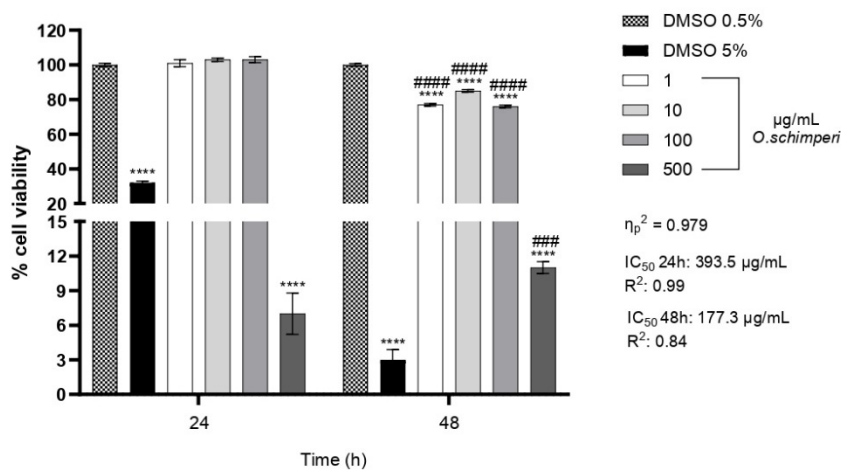 % cell viability
120
100
80
60
40
20
15
12
9
6
3
0
****
****
****
####
****
####
****
####
****
###
****
24
48
Time (h)
DMSO 0.5%
DMSO 5%
1
10
100
500
µg/mL
O.schimperi
ηp² = 0.979
IC₅₀ 24h: 393.5 µg/mL
R²: 0.99
IC₅₀ 48h: 177.3 µg/mL
R²: 0.84